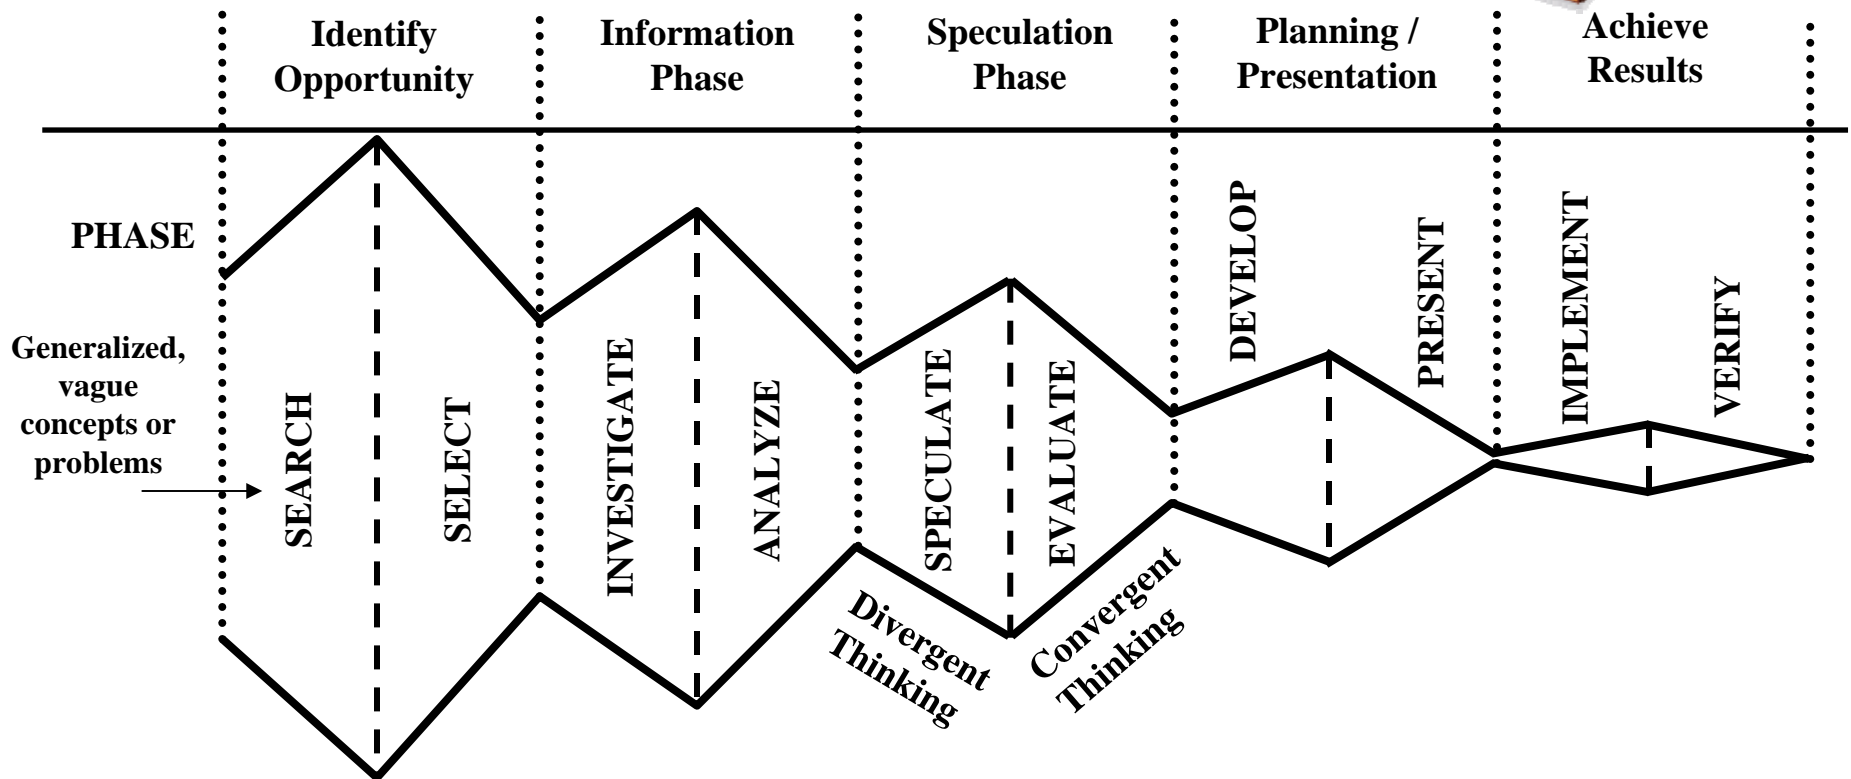 Identify
Opportunity
Information
Phase
Speculation
Phase
Planning /
Presentation
Achieve
Results
PHASE
Generalized,
vague
concepts or
problems
SEARCH
SELECT
INVESTIGATE
ANALYZE
SPECULATE
EVALUATE
DEVELOP
PRESENT
IMPLEMENT
VERIFY
Divergent
Thinking
Convergent
Thinking